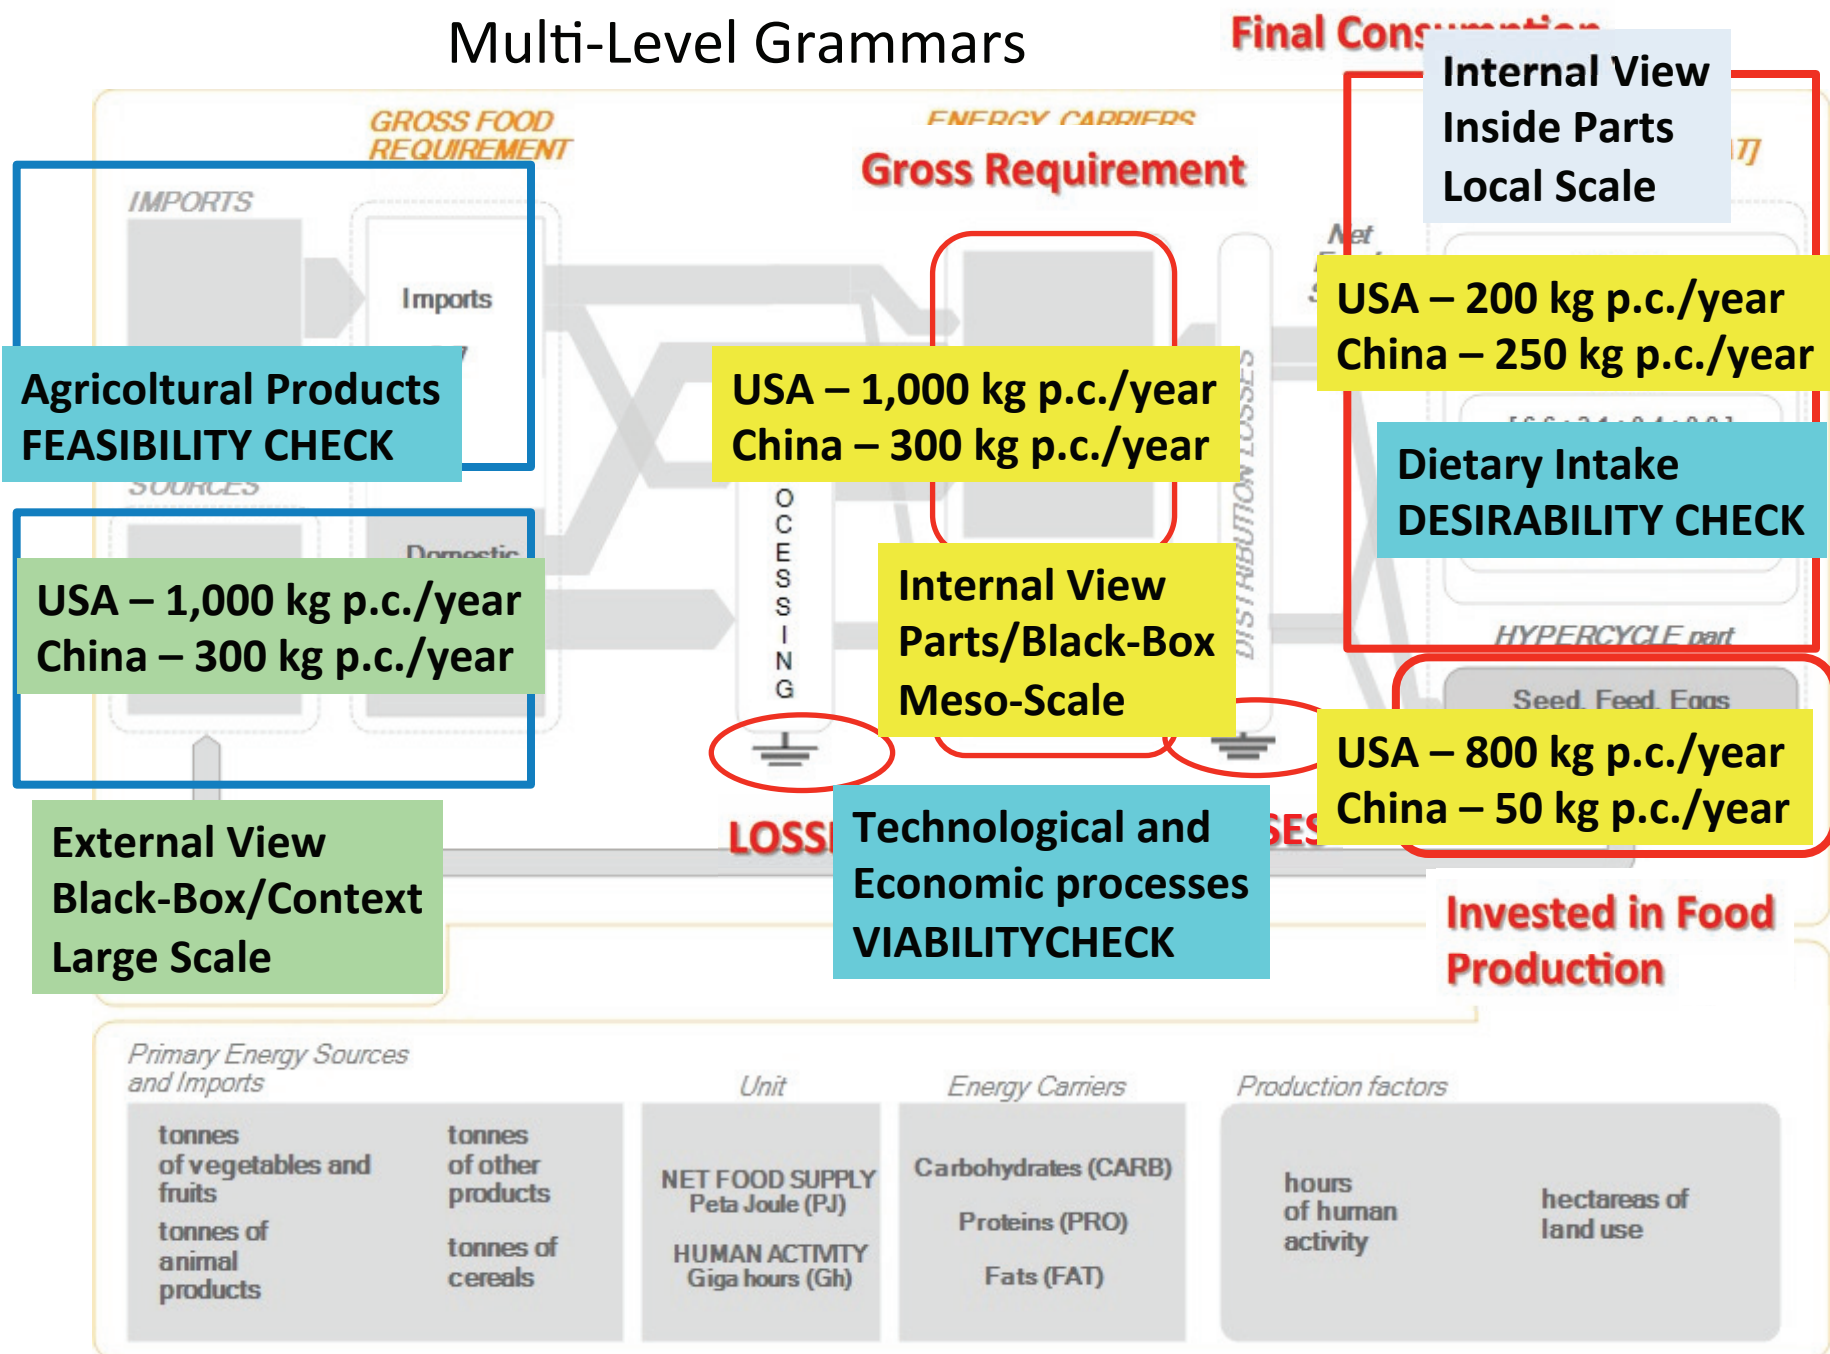 Multi-Level Grammars
Final Consumption
GROSS FOOD
REQUIREMENT
ENERGY CARRIERS
Gross Requirement
Internal View
Inside Parts
Local Scale
IMPORTS
Imports
Net
USA – 200 kg p.c./year
China – 250 kg p.c./year
Agricoltural Products
FEASIBILITY CHECK
USA – 1,000 kg p.c./year
China – 300 kg p.c./year
DISTRIBUTION LOSSES
Dietary Intake
DESIRABILITY CHECK
SOURCES
OCESSING
Domestic
USA – 1,000 kg p.c./year
China – 300 kg p.c./year
Internal View
Parts/Black-Box
Meso-Scale
HYPERCYCLE part
Seed, Feed, Eggs
USA – 800 kg p.c./year
China – 50 kg p.c./year
External View
Black-Box/Context
Large Scale
Technological and
Economic processes
VIABILITYCHECK
Invested in Food
Production
Primary Energy Sources
and Imports
Unit
Energy Carriers
Production factors
tonnes
of vegetables and
fruits
tonnes of
animal
products
tonnes
of other
products
tonnes of
cereals
NET FOOD SUPPLY
Peta Joule (PJ)
HUMAN ACTIVITY
Giga hours (Gh)
Carbohydrates (CARB)
Proteins (PRO)
Fats (FAT)
hours
of human
activity
hectareas of
land use